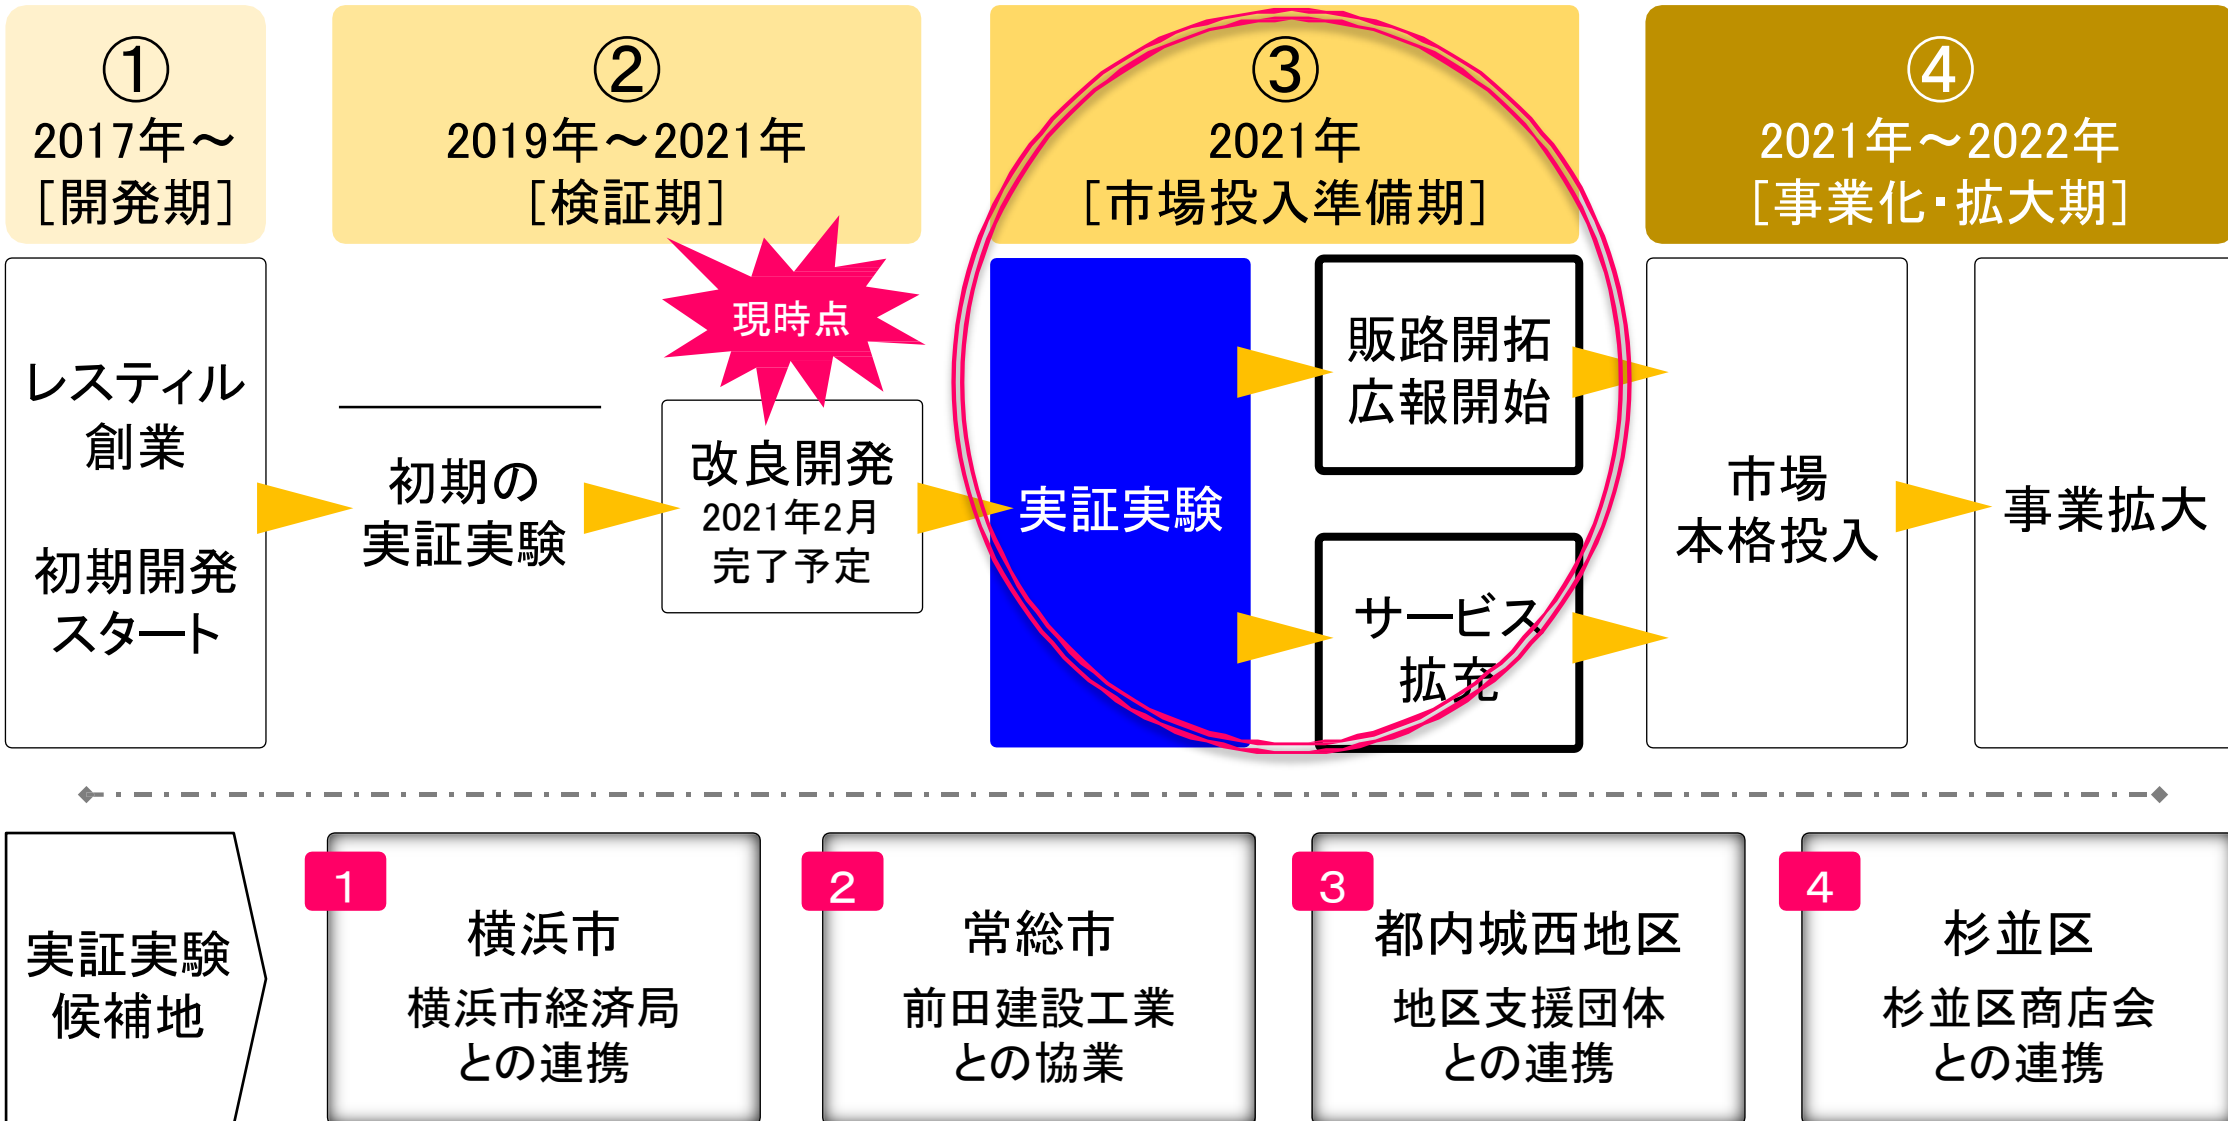 ①
2017年～
［開発期］
②
2019年～2021年
［検証期］
③
2021年
［市場投入準備期］
④
2021年～2022年
［事業化・拡大期］
レスティル
創業
初期開発
スタート
初期の
実証実験
現時点
改良開発
2021年2月
完了予定
実証実験
販路開拓
広報開始
サービス
拡充
市場
本格投入
事業拡大
実証実験
候補地
1
横浜市
横浜市経済局
との連携
2
常総市
前田建設工業
との協業
3
都内城西地区
地区支援団体
との連携
4
杉並区
杉並区商店会
との連携